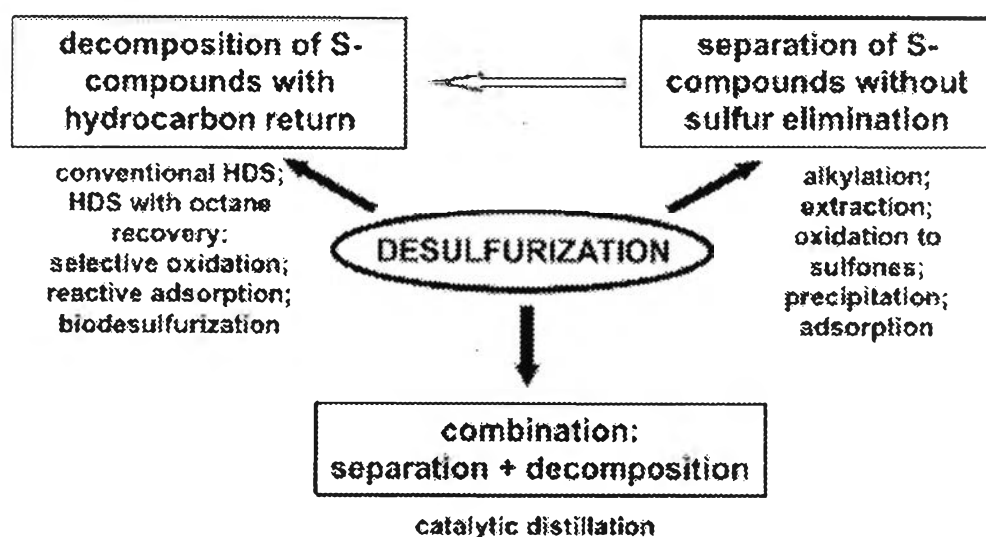 decomposition of S-
compounds with
hydrocarbon return
conventional HDS;
HDS with octane
recovery:
selective oxidation;
reactive adsorption;
biodesulfurization
separation of S-
compounds without
sulfur elimination
alkylation;
extraction;
oxidation to
sulfones;
precipitation;
adsorption
DESULFURIZATION
combination:
separation + decomposition
catalytic distillation